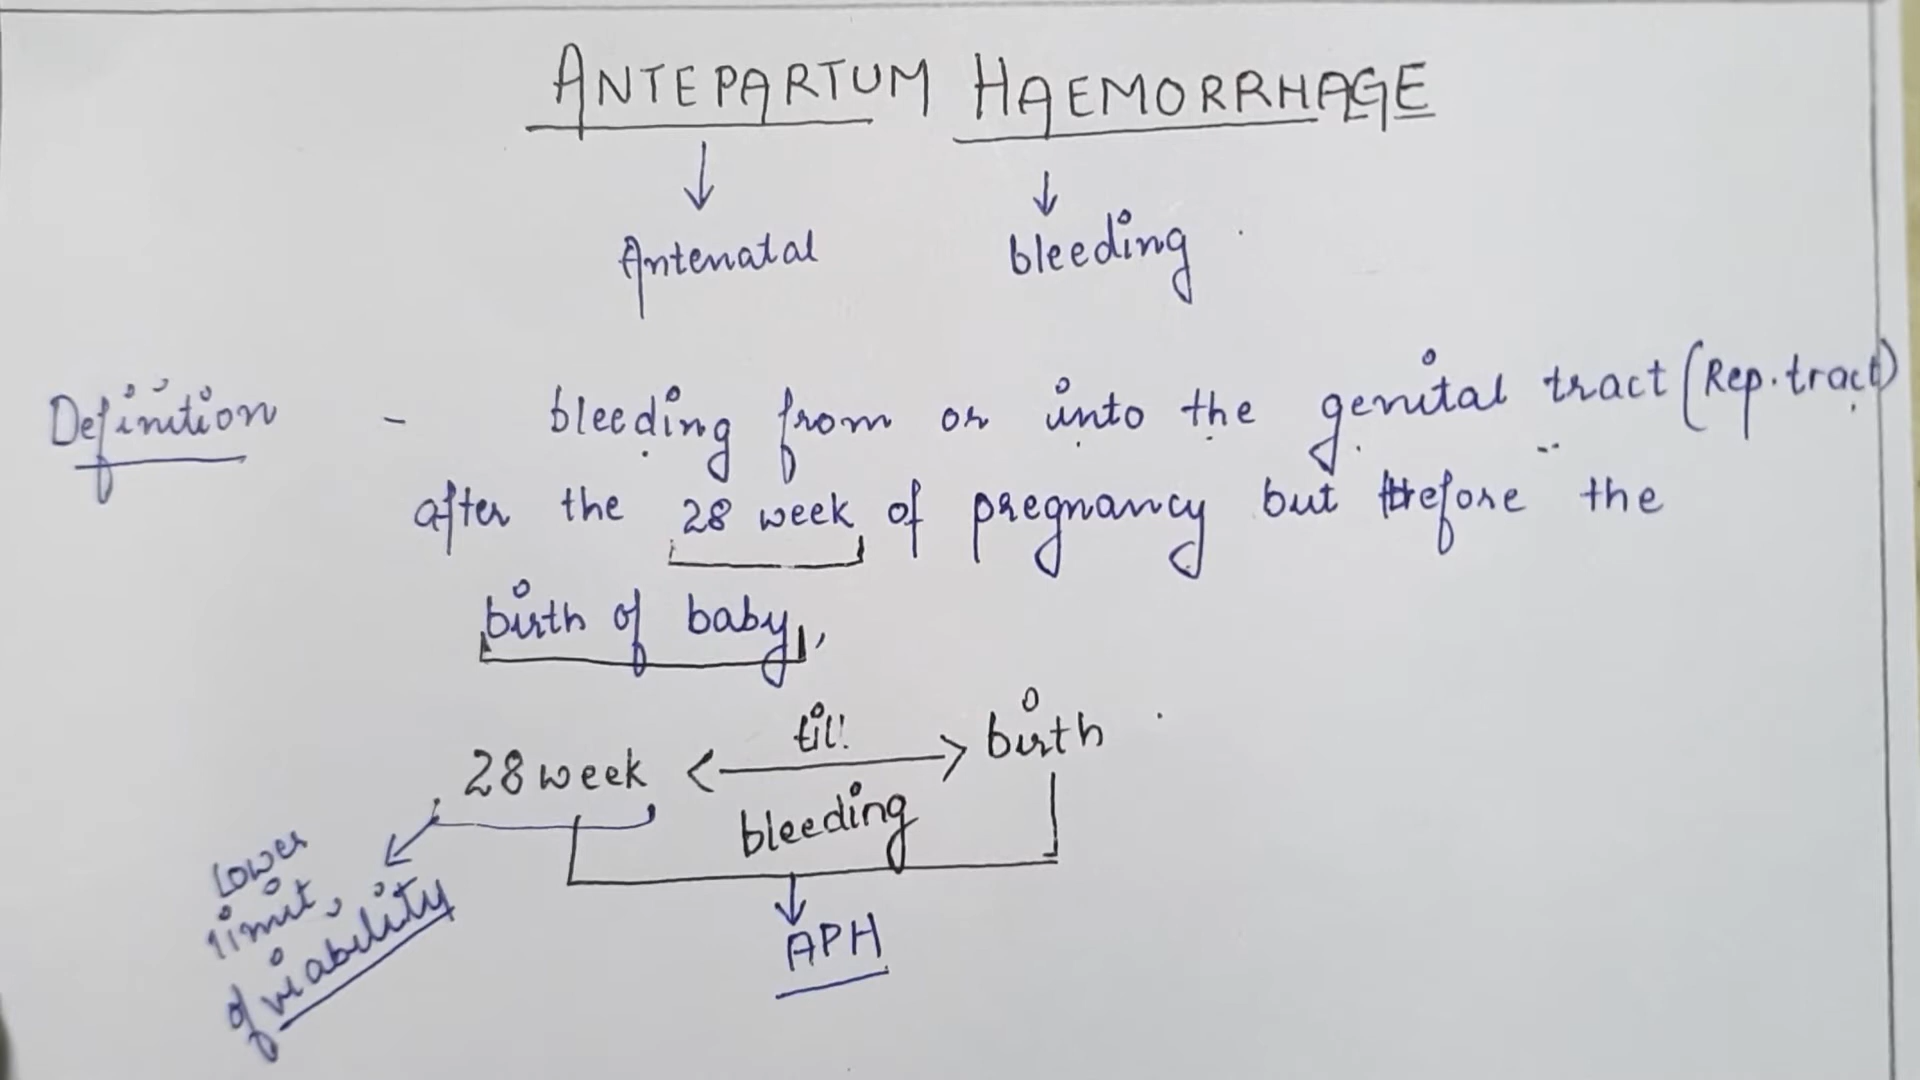 ANTEPARTUM HAEMORRHAGE
Antenatal bleeding
Definition - bleeding from or into the genital tract (Rep. tract)
after the 28 week of pregnancy but before the
birth of baby,
28 week till birth
bleeding
Lower
limit
of viability
APH